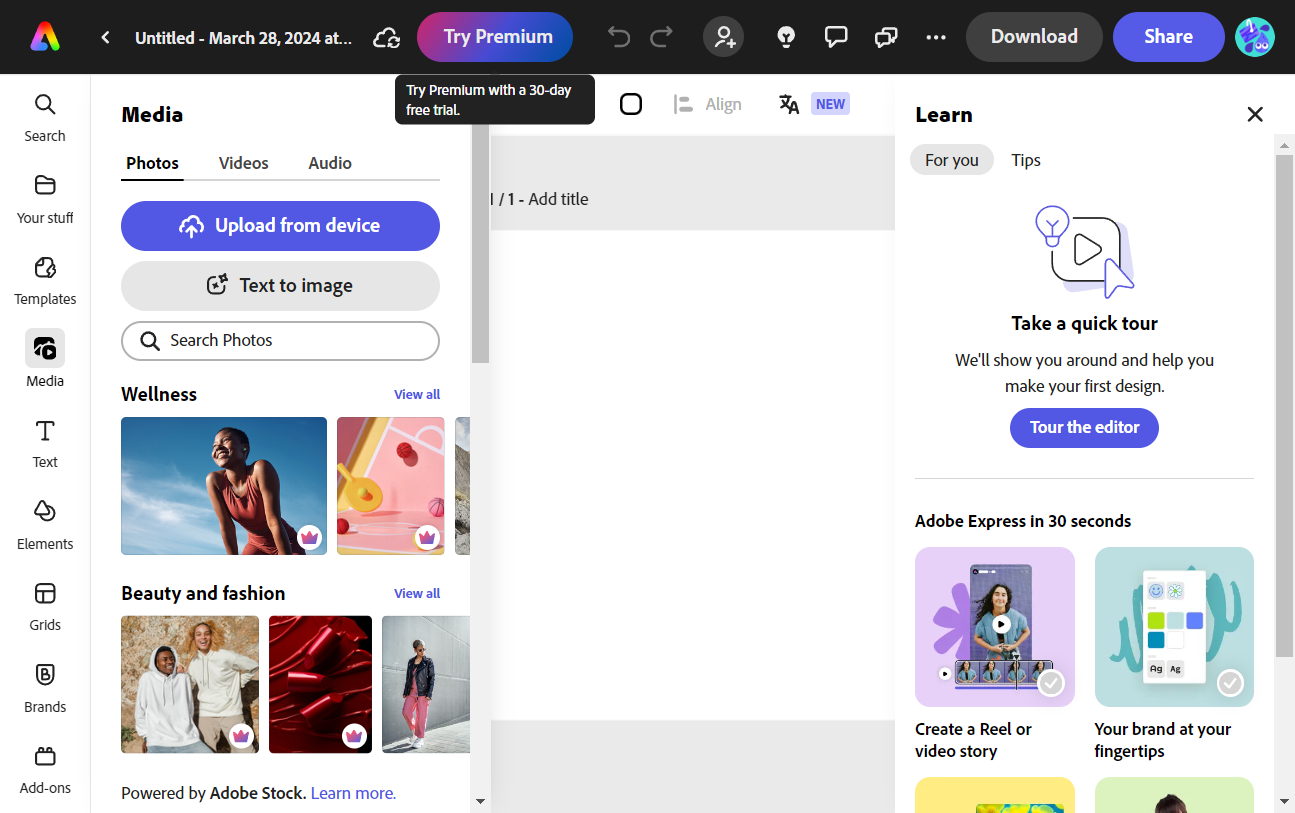 Untitled - March 28, 2024 at...
Try Premium
Download
Share
Try Premium with a 30-day
free trial.
Search
Your stuff
Templates
Media
Text
Elements
Grids
Brands
Add-ons
Media
Photos
Videos
Audio
Upload from device
Text to image
Search Photos
Wellness
View all
Beauty and fashion
View all
Powered by Adobe Stock. Learn more.
Align
NEW
/ 1 - Add title
Learn
For you
Tips
Take a quick tour
We'll show you around and help you
make your first design.
Tour the editor
Adobe Express in 30 seconds
Ag Ag
Create a Reel or
video story
Your brand at your
fingertips